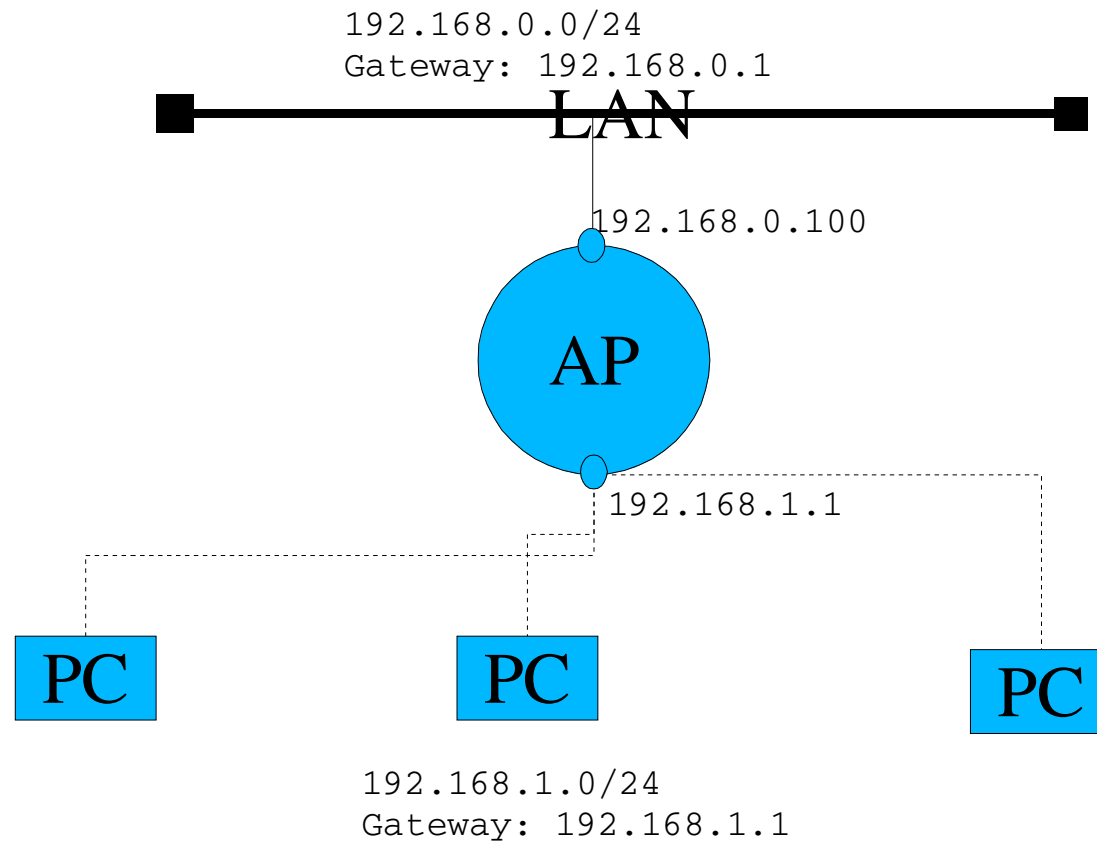 192.168.0.0/24
Gateway: 192.168.0.1
LAN
192.168.0.100
AP
192.168.1.1
PC PC PC
192.168.1.0/24
Gateway: 192.168.1.1